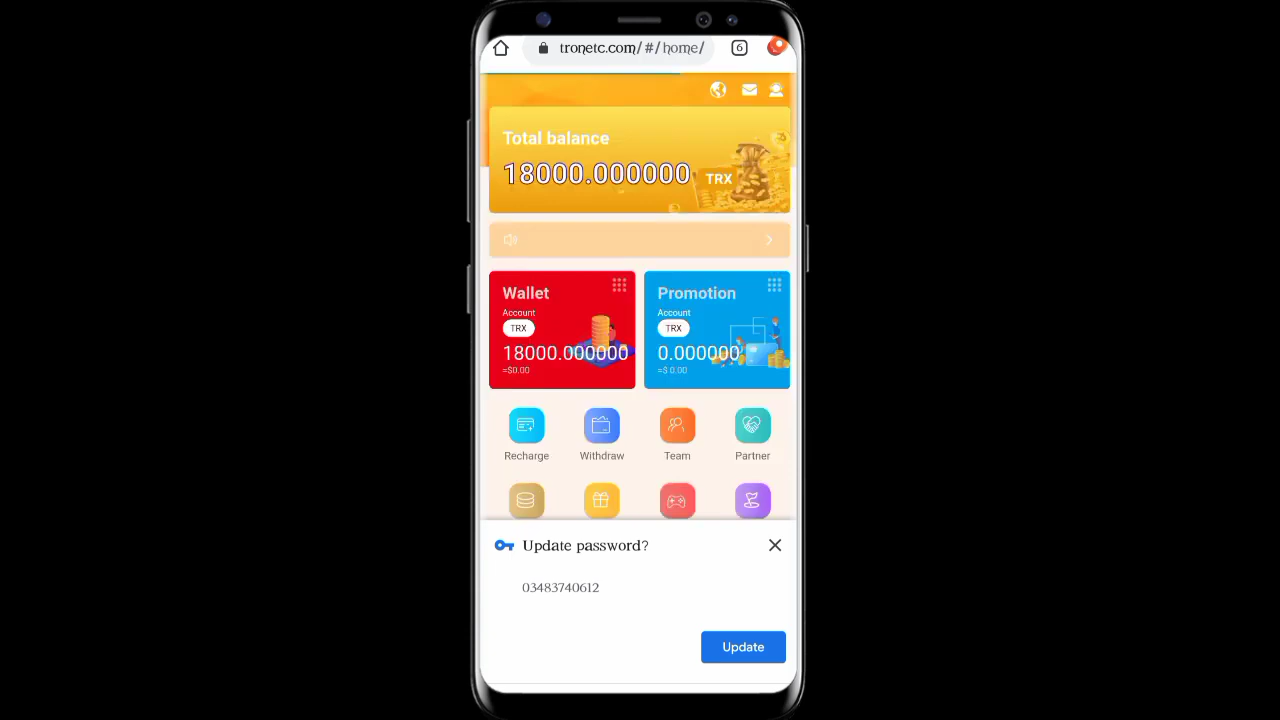 tronetc.com/#/home/
6
Total balance
18000.000000 TRX
Wallet
Account
TRX
18000.000000
≈$0.00
Promotion
Account
TRX
0.000000
≈$ 0.00
Recharge
Withdraw
Team
Partner
Update password?
03483740612
Update